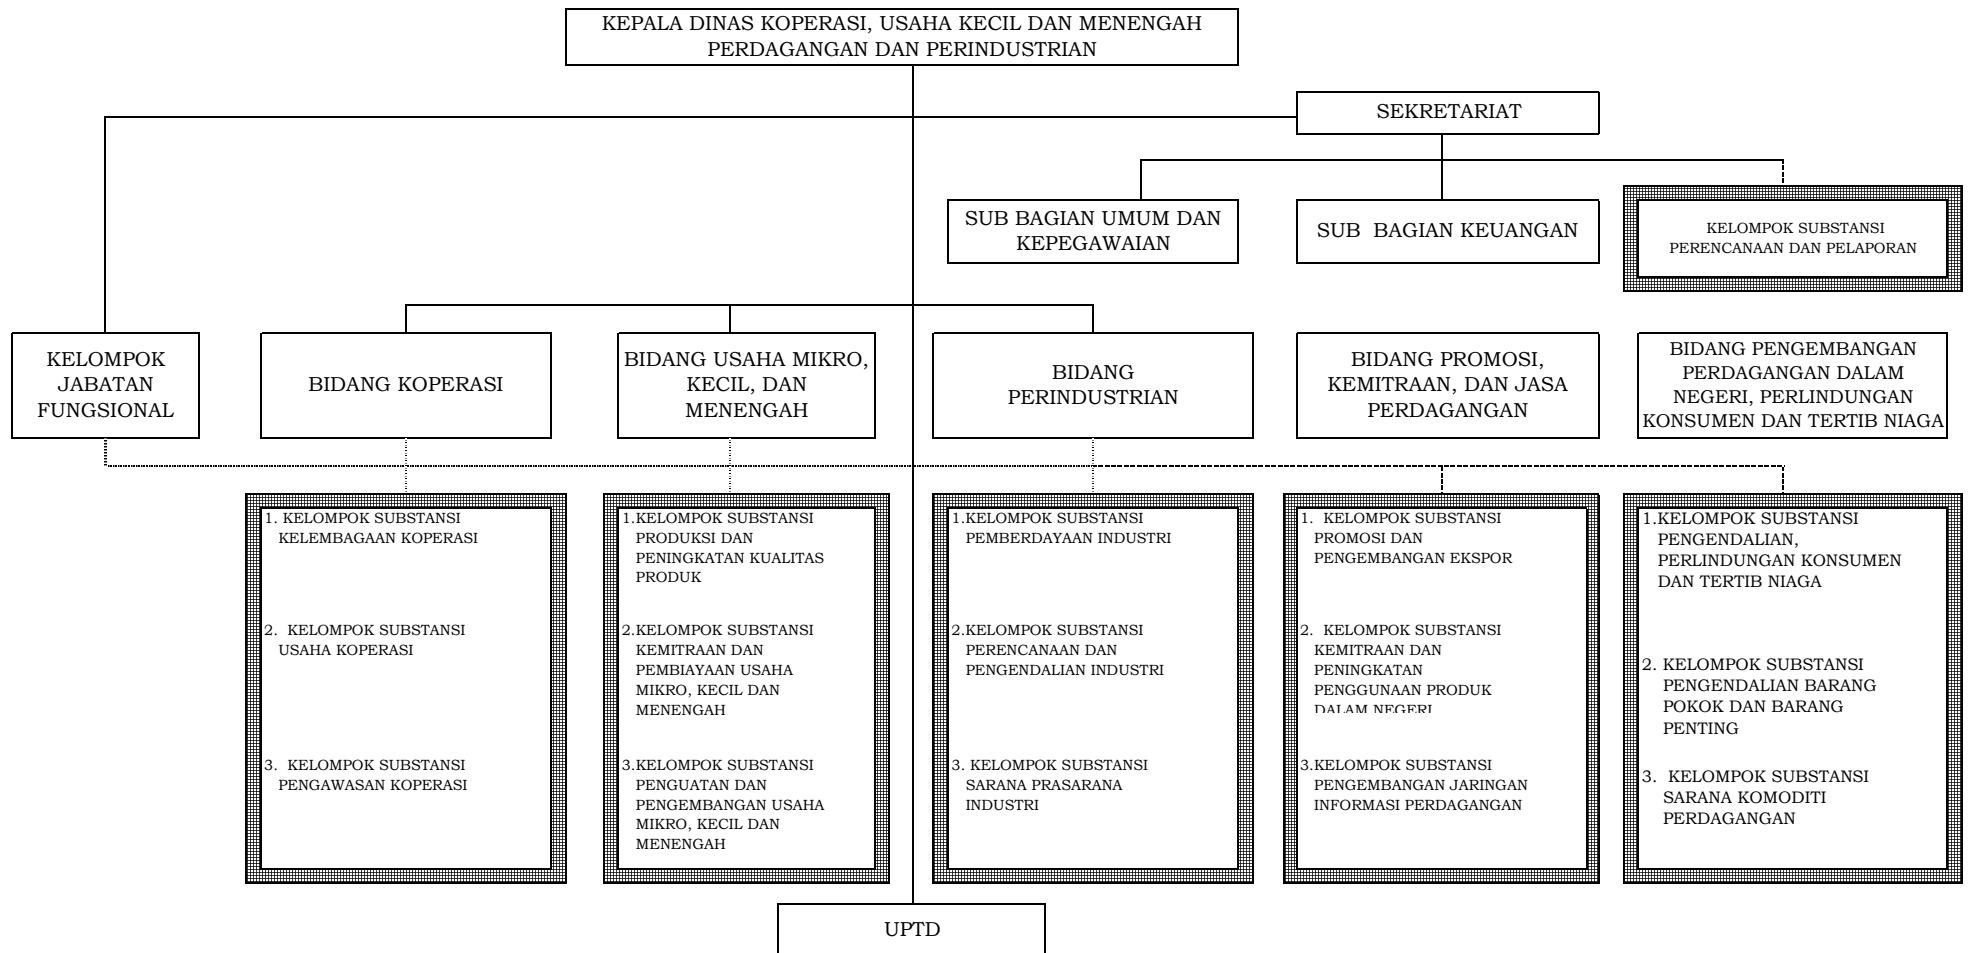 KEPALA DINAS KOPERASI, USAHA KECIL DAN MENENGAH
PERDAGANGAN DAN PERINDUSTRIAN
SEKRETARIAT
SUB BAGIAN UMUM DAN
KEPEGAWAIAN
SUB BAGIAN KEUANGAN
KELOMPOK SUBSTANSI
PERENCANAAN DAN PELAPORAN
KELOMPOK
JABATAN
FUNGSIONAL
BIDANG KOPERASI
BIDANG USAHA MIKRO,
KECIL, DAN
MENENGAH
BIDANG
PERINDUSTRIAN
BIDANG PROMOSI,
KEMITRAAN, DAN JASA
PERDAGANGAN
BIDANG PENGEMBANGAN
PERDAGANGAN DALAM
NEGERI, PERLINDUNGAN
KONSUMEN DAN TERTIB NIAGA
1. KELOMPOK SUBSTANSI
KELEMBAGAAN KOPERASI
2. KELOMPOK SUBSTANSI
USAHA KOPERASI
3. KELOMPOK SUBSTANSI
PENGAWASAN KOPERASI
1.KELOMPOK SUBSTANSI
PRODUKSI DAN
PENINGKATAN KUALITAS
PRODUK
2.KELOMPOK SUBSTANSI
KEMITRAAN DAN
PEMBIAYAAN USAHA
MIKRO, KECIL DAN
MENENGAH
3.KELOMPOK SUBSTANSI
PENGUATAN DAN
PENGEMBANGAN USAHA
MIKRO, KECIL DAN
MENENGAH
1.KELOMPOK SUBSTANSI
PEMBERDAYAAN INDUSTRI
2.KELOMPOK SUBSTANSI
PERENCANAAN DAN
PENGENDALIAN INDUSTRI
3. KELOMPOK SUBSTANSI
SARANA PRASARANA
INDUSTRI
1. KELOMPOK SUBSTANSI
PROMOSI DAN
PENGEMBANGAN EKSPOR
2. KELOMPOK SUBSTANSI
KEMITRAAN DAN
PENINGKATAN
PENGGUNAAN PRODUK
DALAM NEGERI
3.KELOMPOK SUBSTANSI
PENGEMBANGAN JARINGAN
INFORMASI PERDAGANGAN
1.KELOMPOK SUBSTANSI
PENGENDALIAN,
PERLINDUNGAN KONSUMEN
DAN TERTIB NIAGA
2. KELOMPOK SUBSTANSI
PENGENDALIAN BARANG
POKOK DAN BARANG
PENTING
3. KELOMPOK SUBSTANSI
SARANA KOMODITI
PERDAGANGAN
UPTD